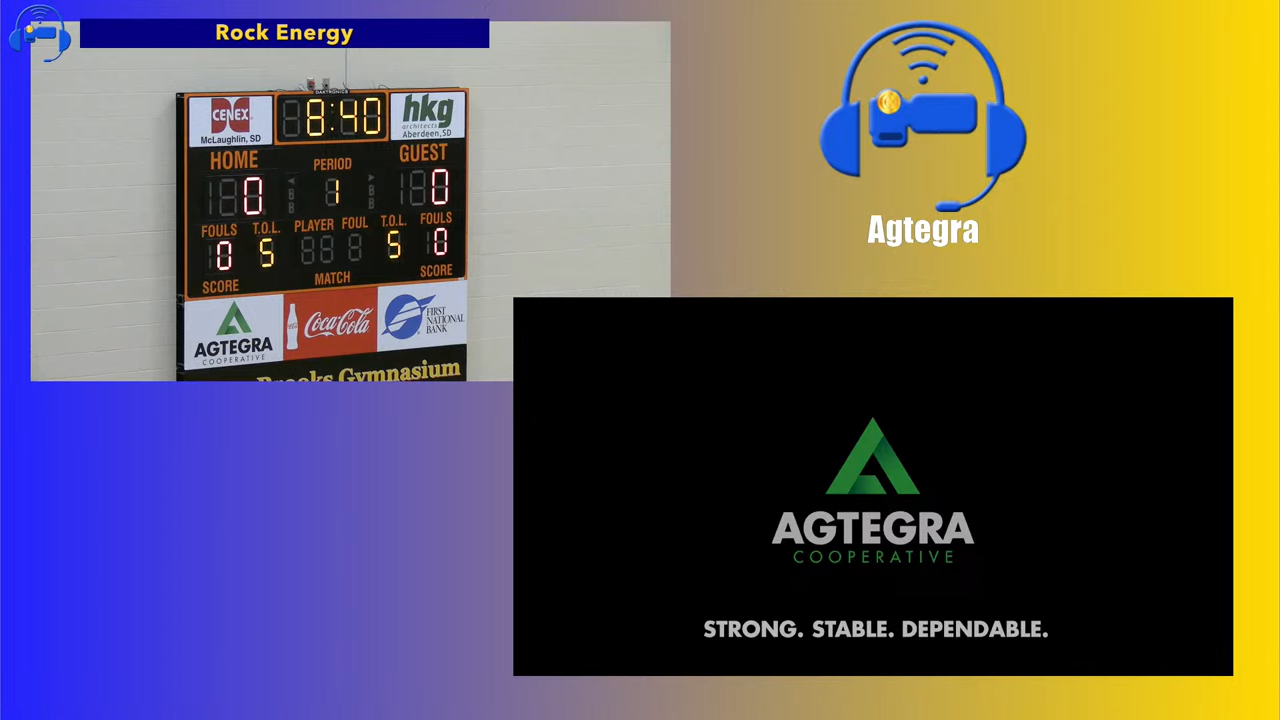 Rock Energy
DAKTRONICS
CENEX
McLaughlin, SD
8:40
hkg
architects
Aberdeen, SD
HOME
PERIOD
GUEST
0
1
0
B
B
B
B
FOULS T.O.L. PLAYER FOUL T.O.L. FOULS
0 5 5 0
SCORE MATCH SCORE
AGTEGRA
COOPERATIVE
Coca-Cola
FIRST
NATIONAL
BANK
Brooks Gymnasium
Agtegra
AGTEGRA
COOPERATIVE
STRONG. STABLE. DEPENDABLE.